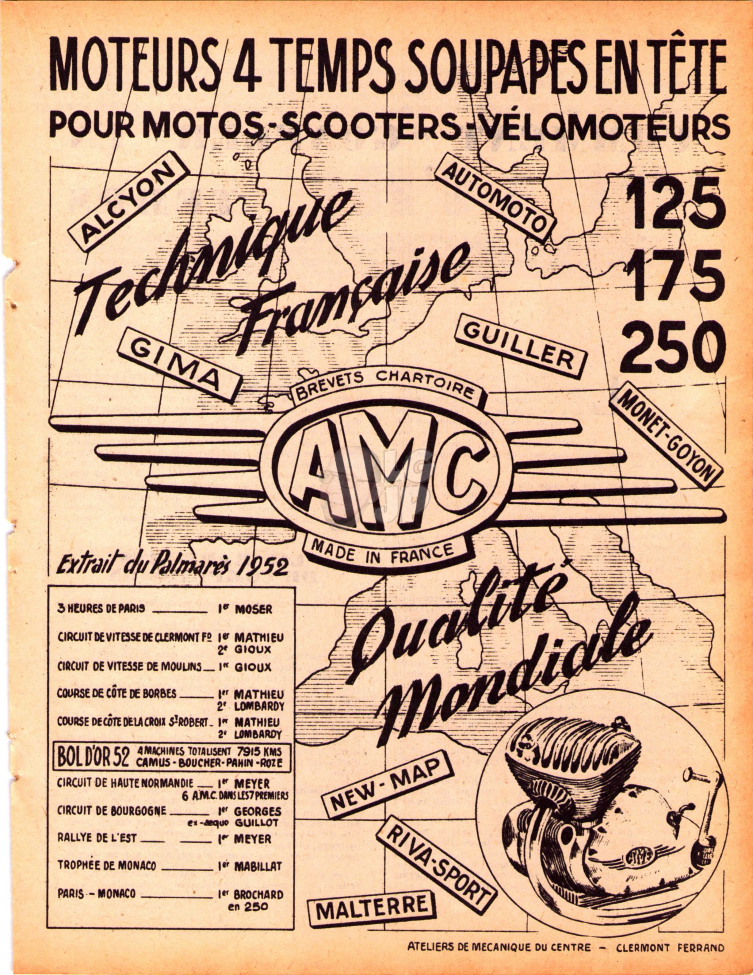 MOTEURS 4 TEMPS SOUPAPES EN TÊTE
POUR MOTOS-SCOOTERS-VÉLOMOTEURS
ALCYON
AUTOMOTO
125
175
250
Technique
Française
GIMA
GUILLER
MONET-GOYON
BREVETS CHARTOIRE
AMC
MADE IN FRANCE
Extrait du Palmarès 1952
3 HEURES DE PARIS 1er MOSER
CIRCUIT DE VITESSE DE CLERMONT Fd 1er MATHIEU
2e GIOUX
CIRCUIT DE VITESSE DE MOULINS 1er GIOUX
COURSE DE CÔTE DE BORBES 1er MATHIEU
2e LOMBARDY
COURSE DE CÔTE DE LA CROIX St ROBERT 1er MATHIEU
2e LOMBARDY
BOL D'OR 52 4 MACHINES TOTALISENT 7915 KMS
CAMUS - BOUCHER - PAHIN - ROZE
CIRCUIT DE HAUTE NORMANDIE 1er MEYER
6 A.M.C. DANS LES 7 PREMIERS
CIRCUIT DE BOURGOGNE 1er GEORGES
ex-æquo GUILLOT
RALLYE DE L'EST 1er MEYER
TROPHÉE DE MONACO 1er MABILLAT
PARIS - MONACO 1er BROCHARD
en 250
Qualité
Mondiale
NEW-MAP
RIVA-SPORT
MALTERRE
AMC
ATELIERS DE MECANIQUE DU CENTRE - CLERMONT FERRAND